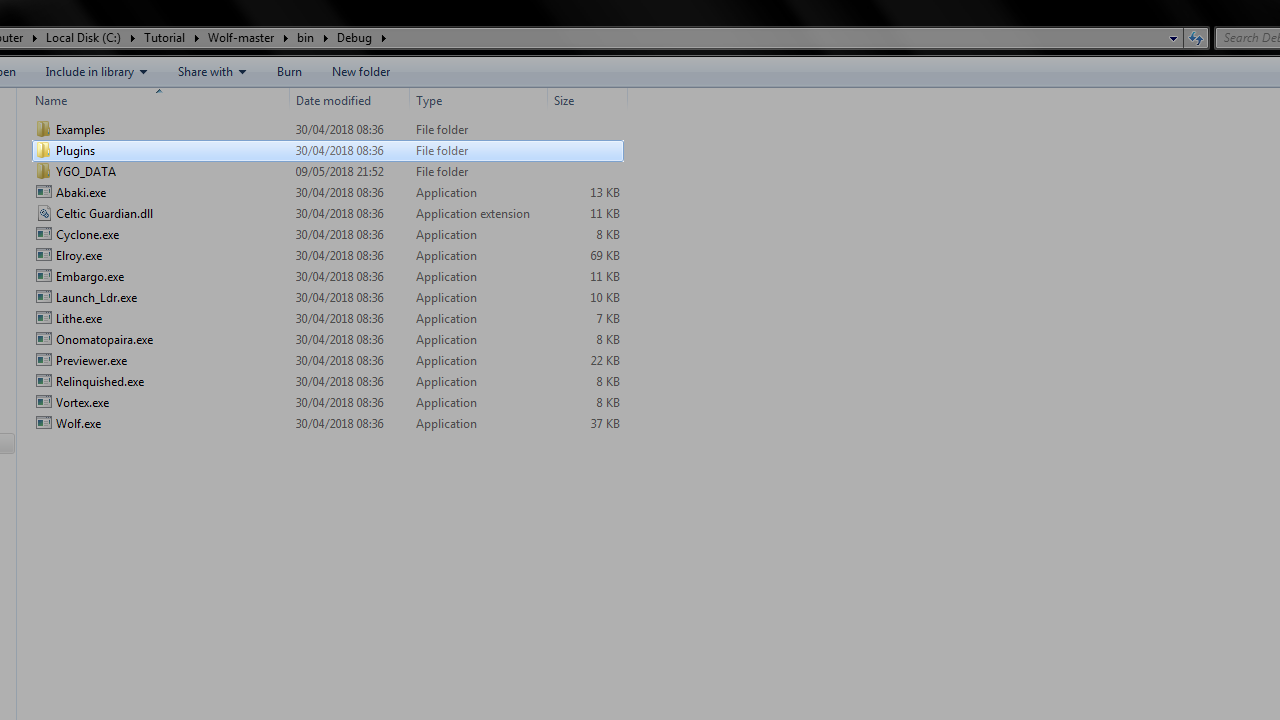 uter Local Disk (C:) Tutorial Wolf-master bin Debug Search Deb
pen Include in library Share with Burn New folder
Name Date modified Type Size
Examples 30/04/2018 08:36 File folder
Plugins 30/04/2018 08:36 File folder
YGO_DATA 09/05/2018 21:52 File folder
Abaki.exe 30/04/2018 08:36 Application 13 KB
Celtic Guardian.dll 30/04/2018 08:36 Application extension 11 KB
Cyclone.exe 30/04/2018 08:36 Application 8 KB
Elroy.exe 30/04/2018 08:36 Application 69 KB
Embargo.exe 30/04/2018 08:36 Application 11 KB
Launch_Ldr.exe 30/04/2018 08:36 Application 10 KB
Lithe.exe 30/04/2018 08:36 Application 7 KB
Onomatopaira.exe 30/04/2018 08:36 Application 8 KB
Previewer.exe 30/04/2018 08:36 Application 22 KB
Relinquished.exe 30/04/2018 08:36 Application 8 KB
Vortex.exe 30/04/2018 08:36 Application 8 KB
Wolf.exe 30/04/2018 08:36 Application 37 KB